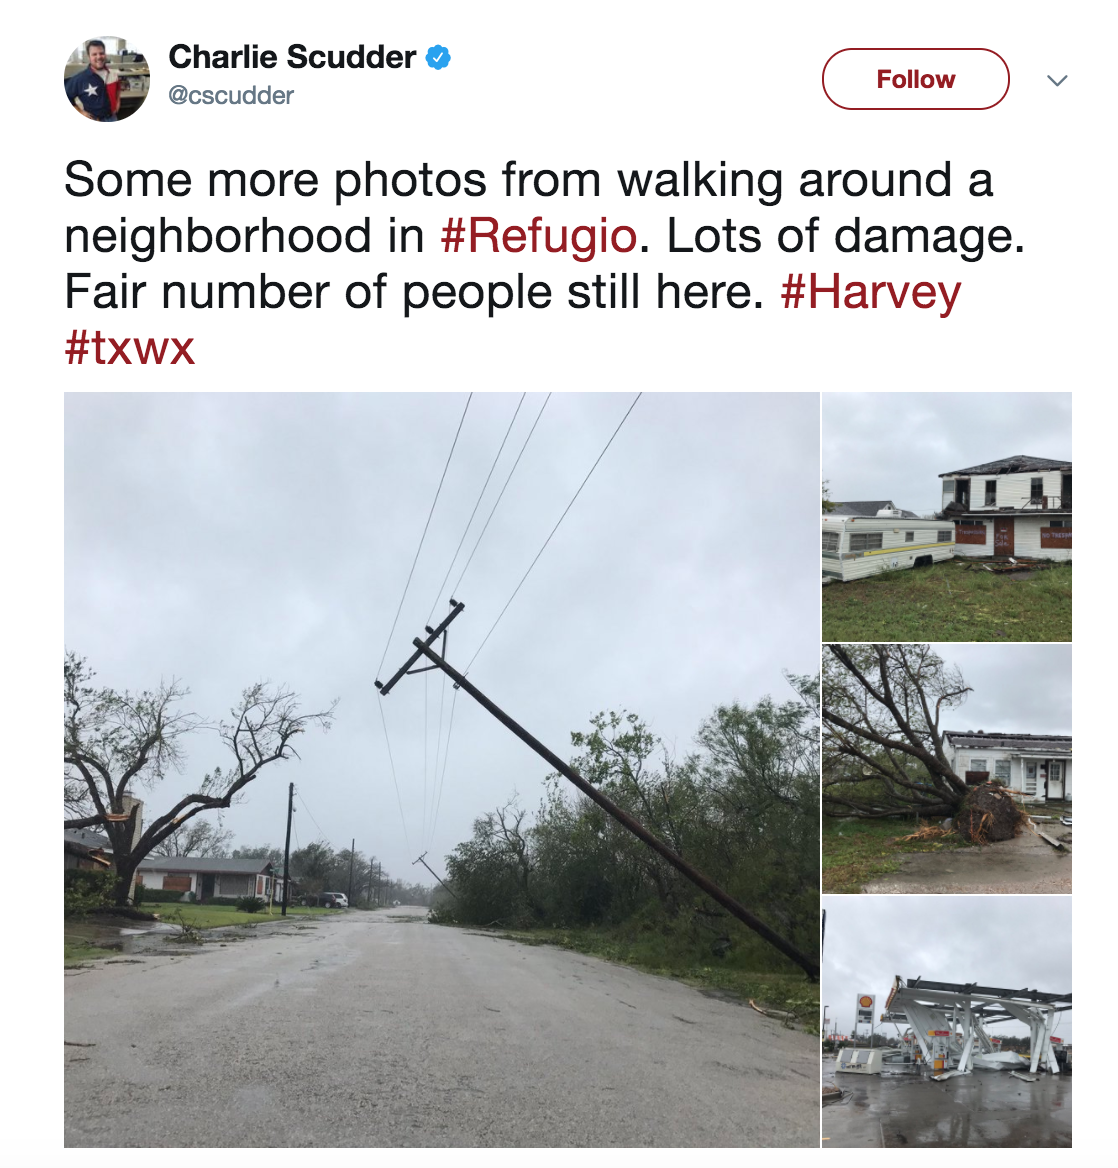 Charlie Scudder
@cscudder
Follow
Some more photos from walking around a
neighborhood in #Refugio. Lots of damage.
Fair number of people still here. #Harvey
#txwx